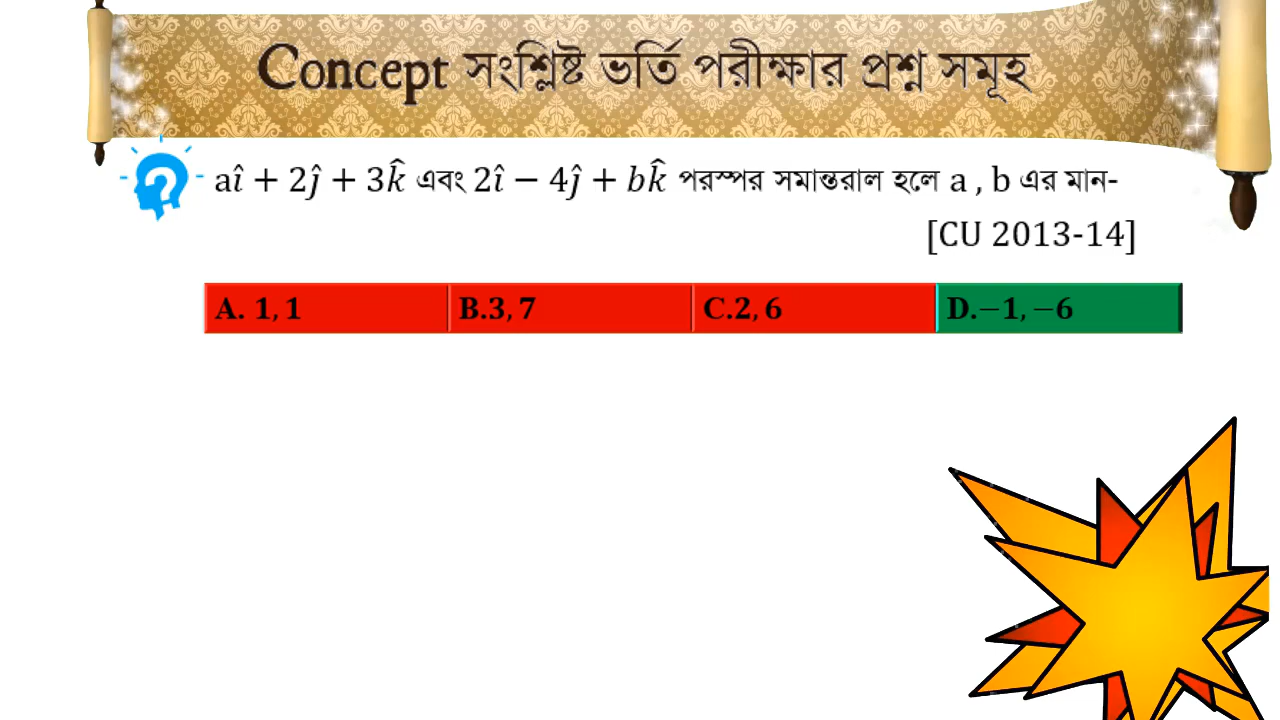 Concept সংশ্লিষ্ট ভর্তি পরীক্ষার প্রশ্ন সমূহ
aî + 2ĵ + 3k̂ এবং 2î − 4ĵ + bk̂ পরস্পর সমান্তরাল হলে a , b এর মান-
[CU 2013-14]
A. 1, 1 B.3, 7 C.2, 6 D.−1, −6